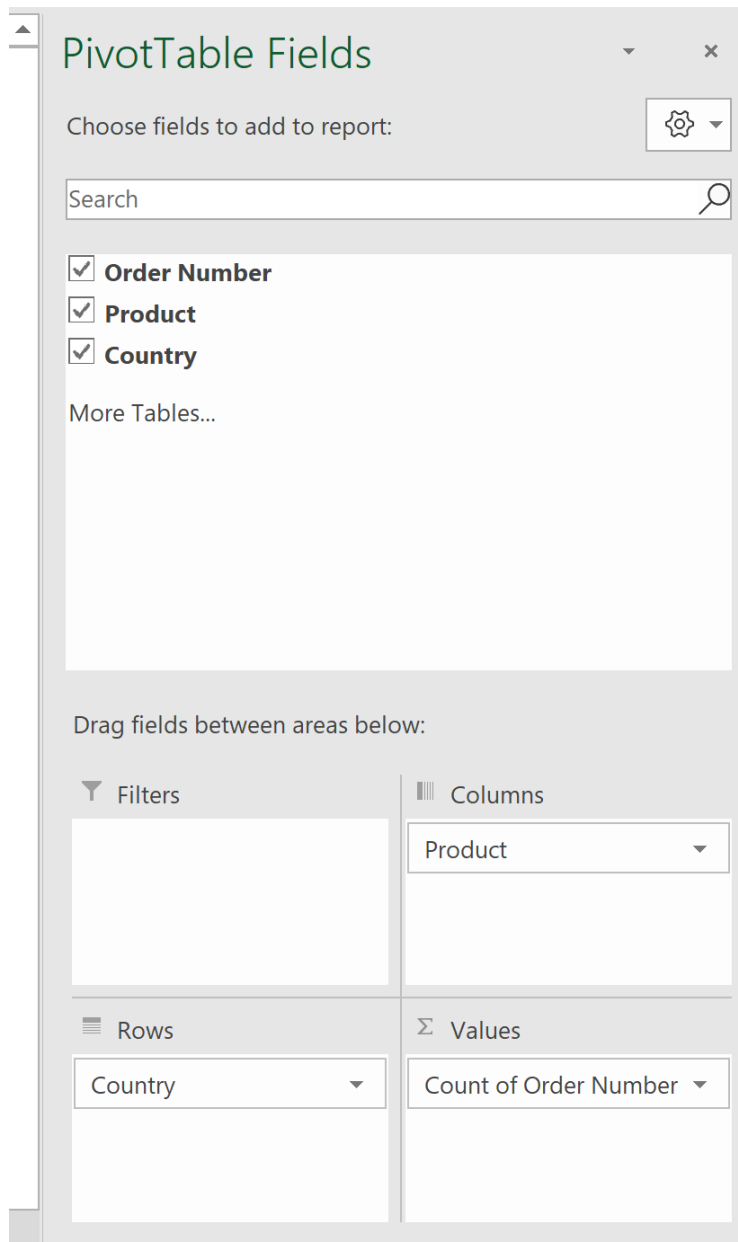 PivotTable Fields
Choose fields to add to report:
Search
Order Number
Product
Country
More Tables...
Drag fields between areas below:
Filters
Columns
Product
Rows
Σ Values
Country
Count of Order Number